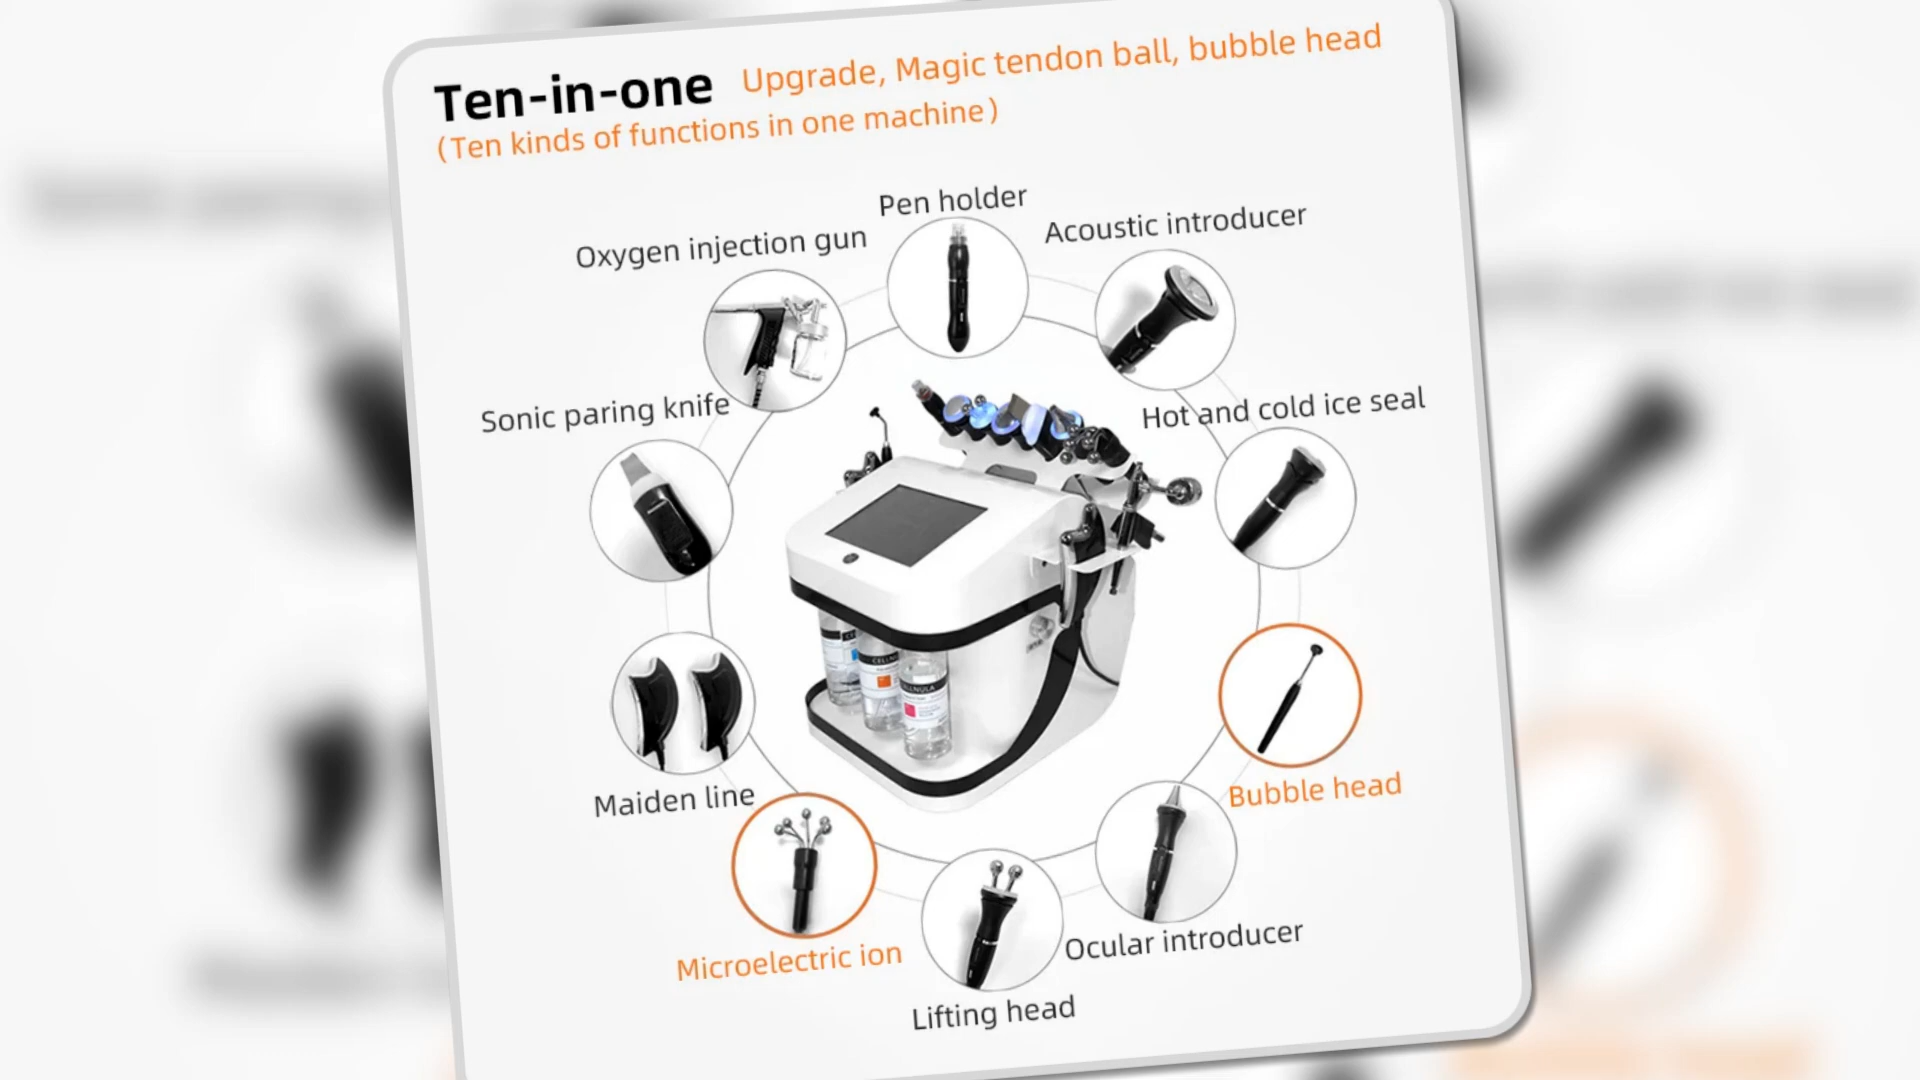 Ten-in-one Upgrade, Magic tendon ball, bubble head
(Ten kinds of functions in one machine)
Pen holder
Oxygen injection gun
Acoustic introducer
Sonic paring knife
Hot and cold ice seal
Maiden line
Bubble head
Microelectric ion
Ocular introducer
Lifting head